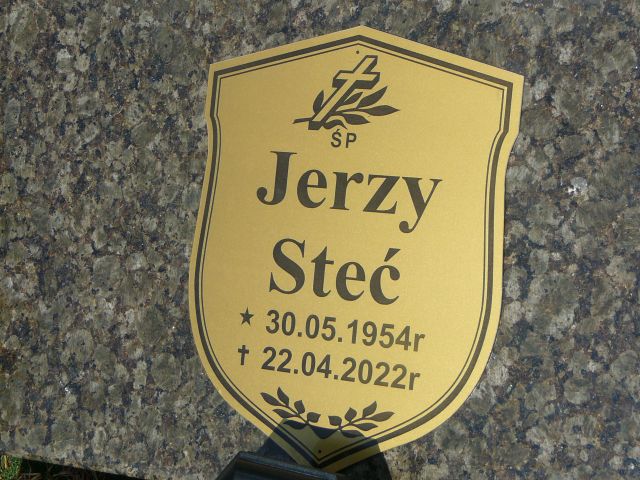 ŚP
Jerzy
Steć
★ 30.05.1954r
✝ 22.04.2022r